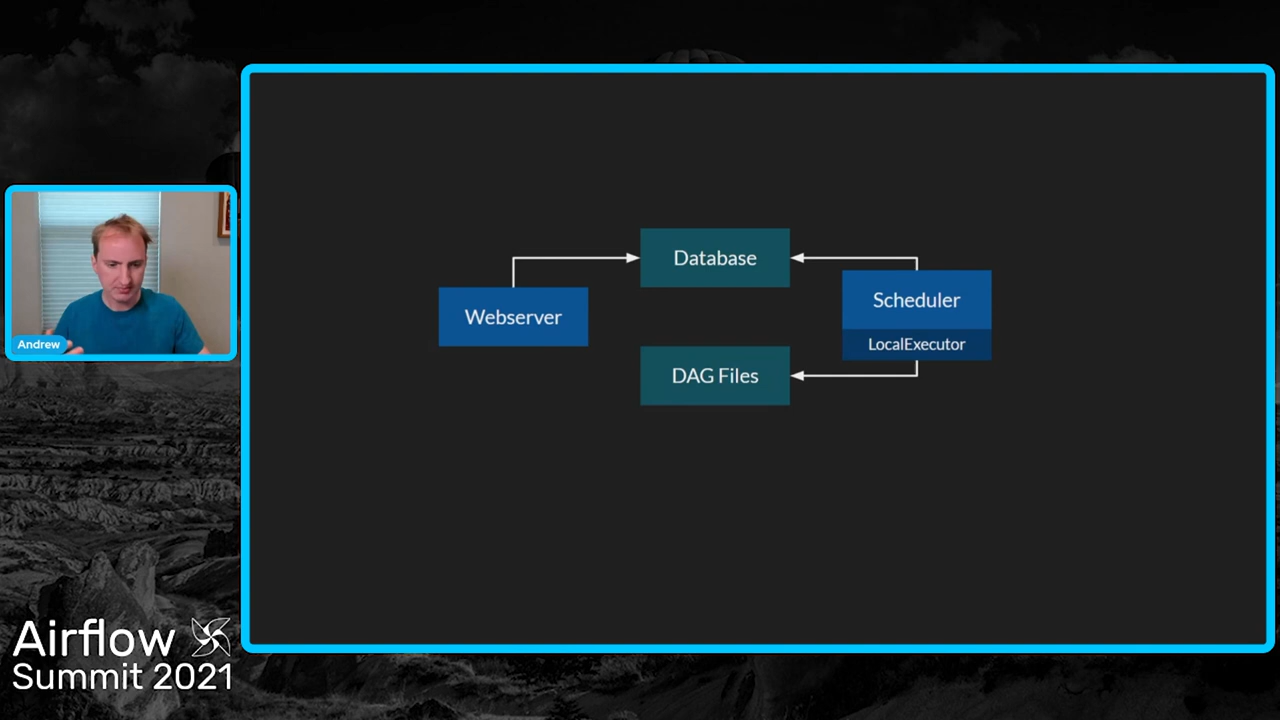 Andrew
Airflow
Summit 2021
Database
Webserver
Scheduler
LocalExecutor
DAG Files